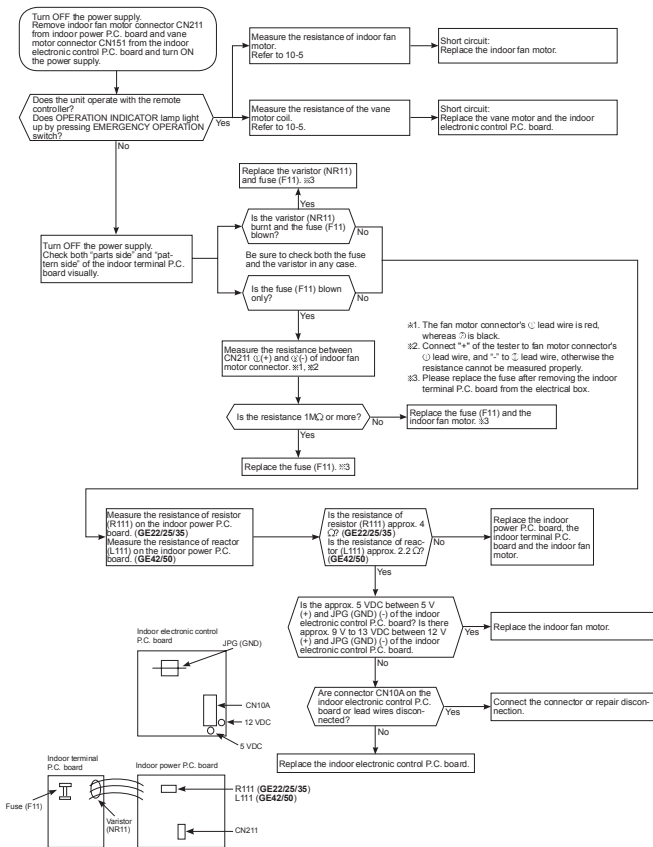 Turn OFF the power supply.
Remove indoor fan motor connector CN211
from indoor power P.C. board and vane
motor connector CN151 from the indoor
electronic control P.C. board and turn ON
the power supply.
Measure the resistance of indoor fan
motor.
Refer to 10-5
Short circuit:
Replace the indoor fan motor.
Does the unit operate with the remote
controller?
Does OPERATION INDICATOR lamp light
up by pressing EMERGENCY OPERATION
switch?
Yes
Measure the resistance of the vane
motor coil.
Refer to 10-5.
Short circuit:
Replace the vane motor and the indoor
electronic control P.C. board.
No
Replace the varistor (NR11)
and fuse (F11). ※3
Yes
Is the varistor (NR11)
burnt and the fuse (F11)
blown?
No
Turn OFF the power supply.
Check both "parts side" and "pat-
tern side" of the indoor terminal P.C.
board visually.
Be sure to check both the fuse
and the varistor in any case.
Is the fuse (F11) blown
only?
No
Yes
※1. The fan motor connector's lead wire is red,
whereas is black.
※2. Connect "+" of the tester to fan motor connector's
lead wire, and "-" to lead wire, otherwise the
resistance cannot be measured properly.
※3. Please replace the fuse after removing the indoor
terminal P.C. board from the electrical box.
Measure the resistance between
CN211 (+) and (-) of indoor fan
motor connector. ※1, ※2
Is the resistance 1MΩ or more?
No
Replace the fuse (F11) and the
indoor fan motor. ※3
Yes
Replace the fuse (F11). ※3
Measure the resistance of resistor
(R111) on the indoor power P.C.
board. (GE22/25/35)
Measure the resistance of reactor
(L111) on the indoor power P.C.
board. (GE42/50)
Is the resistance of
resistor (R111) approx. 4
Ω? (GE22/25/35)
Is the resistance of reac-
tor (L111) approx. 2.2 Ω?
(GE42/50)
No
Replace the indoor
power P.C. board, the
indoor terminal P.C.
board and the indoor fan
motor.
Yes
Is the approx. 5 VDC between 5 V
(+) and JPG (GND) (-) of the indoor
electronic control P.C. board? Is there
approx. 9 V to 13 VDC between 12 V
(+) and JPG (GND) (-) of the indoor
electronic control P.C. board.
Yes
Replace the indoor fan motor.
No
Are connector CN10A on the
indoor electronic control P.C.
board or lead wires discon-
nected?
Yes
Connect the connector or repair discon-
nection.
No
Replace the indoor electronic control P.C. board.
Indoor electronic control
P.C. board
JPG (GND)
CN10A
12 VDC
5 VDC
Indoor terminal
P.C. board
Indoor power P.C. board
R111 (GE22/25/35)
L111 (GE42/50)
Fuse (F11)
Varistor
(NR11)
CN211